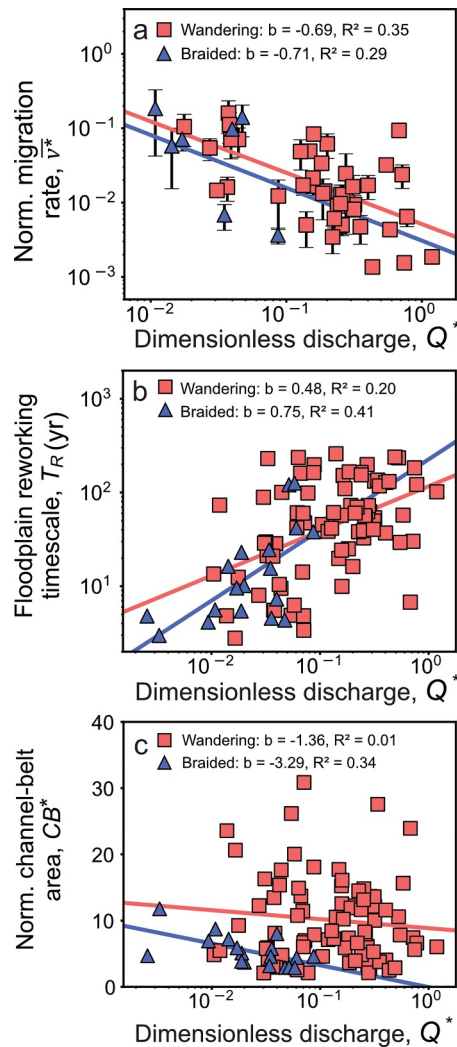 a
Wandering: b = -0.69, R² = 0.35
Braided: b = -0.71, R² = 0.29
10⁰
10⁻¹
10⁻²
10⁻³
Norm. migration
rate, v̅*
10⁻²
10⁻¹
10⁰
Dimensionless discharge, Q*
b
Wandering: b = 0.48, R² = 0.20
Braided: b = 0.75, R² = 0.41
10³
10²
10¹
Floodplain reworking
timescale, T_R (yr)
10⁻²
10⁻¹
10⁰
Dimensionless discharge, Q*
c
Wandering: b = -1.36, R² = 0.01
Braided: b = -3.29, R² = 0.34
40
30
20
10
0
Norm. channel-belt
area, CB*
10⁻²
10⁻¹
10⁰
Dimensionless discharge, Q*